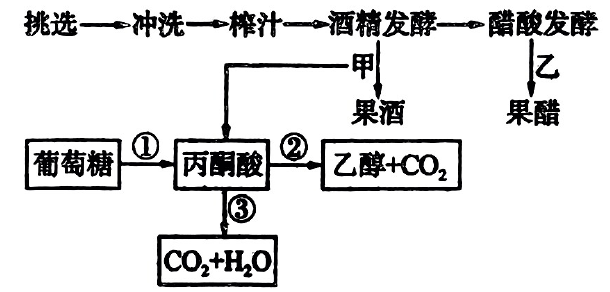 挑选→冲洗→榨汁→酒精发酵→醋酸发酵
甲 乙
果酒 果醋
葡萄糖 ① 丙酮酸 ② 乙醇+CO₂
③
CO₂+H₂O